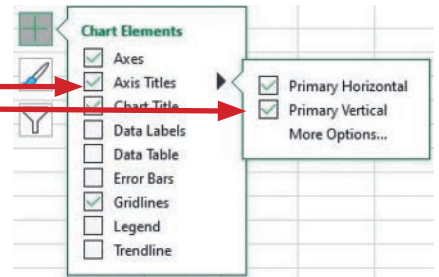 Chart Elements
Axes
Axis Titles
Chart Title
Data Labels
Data Table
Error Bars
Gridlines
Legend
Trendline
Primary Horizontal
Primary Vertical
More Options...